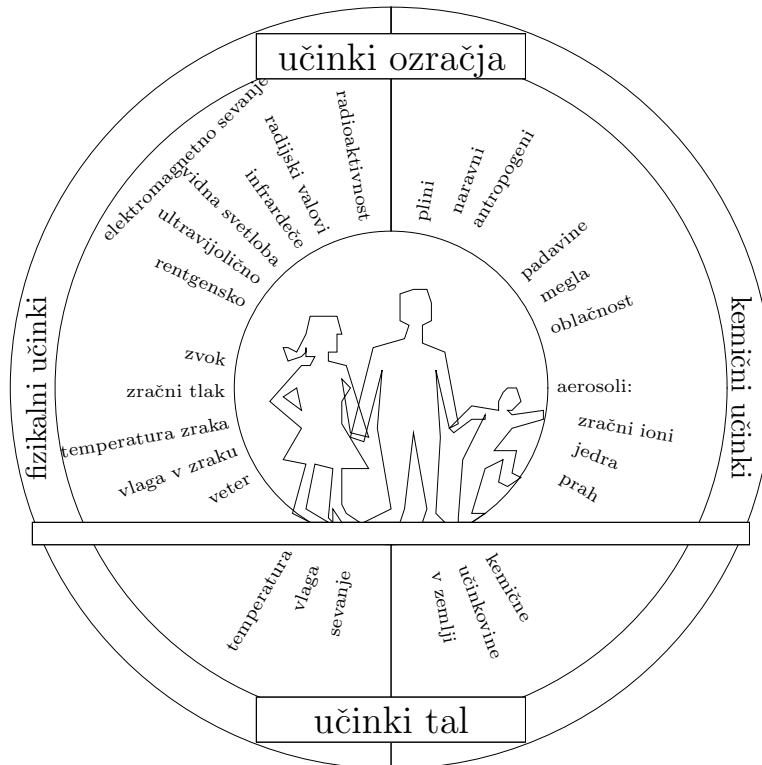 učinki ozračja
elektromagnetno sevanje
radijski valovi
radioaktivnost
vidna svetloba
infrardeče
ultravijolično
rentgensko
plini
naravni
antropogeni
padavine
megla
oblačnost
fizikalni učinki
kemični učinki
zvok
zračni tlak
temperatura zraka
vlaga v zraku
veter
aerosoli:
zračni ioni
jedra
prah
temperatura
vlaga
sevanje
kemične
učinkovine
v zemlji
učinki tal